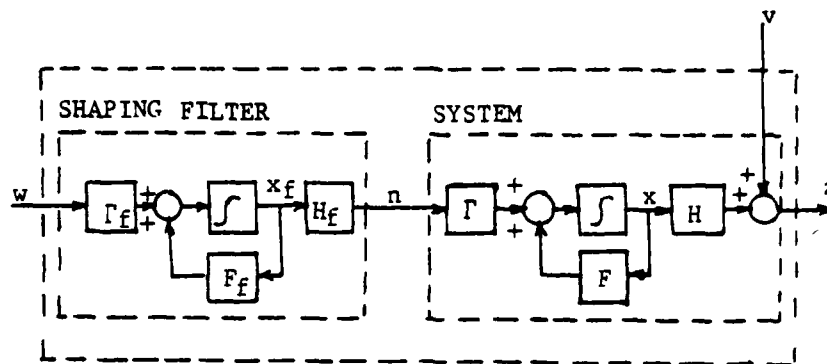 v
SHAPING FILTER
SYSTEM
w
Γf
+
+
∫
xf
Hf
n
Γ
+
+
∫
x
H
+
+
Ff
F